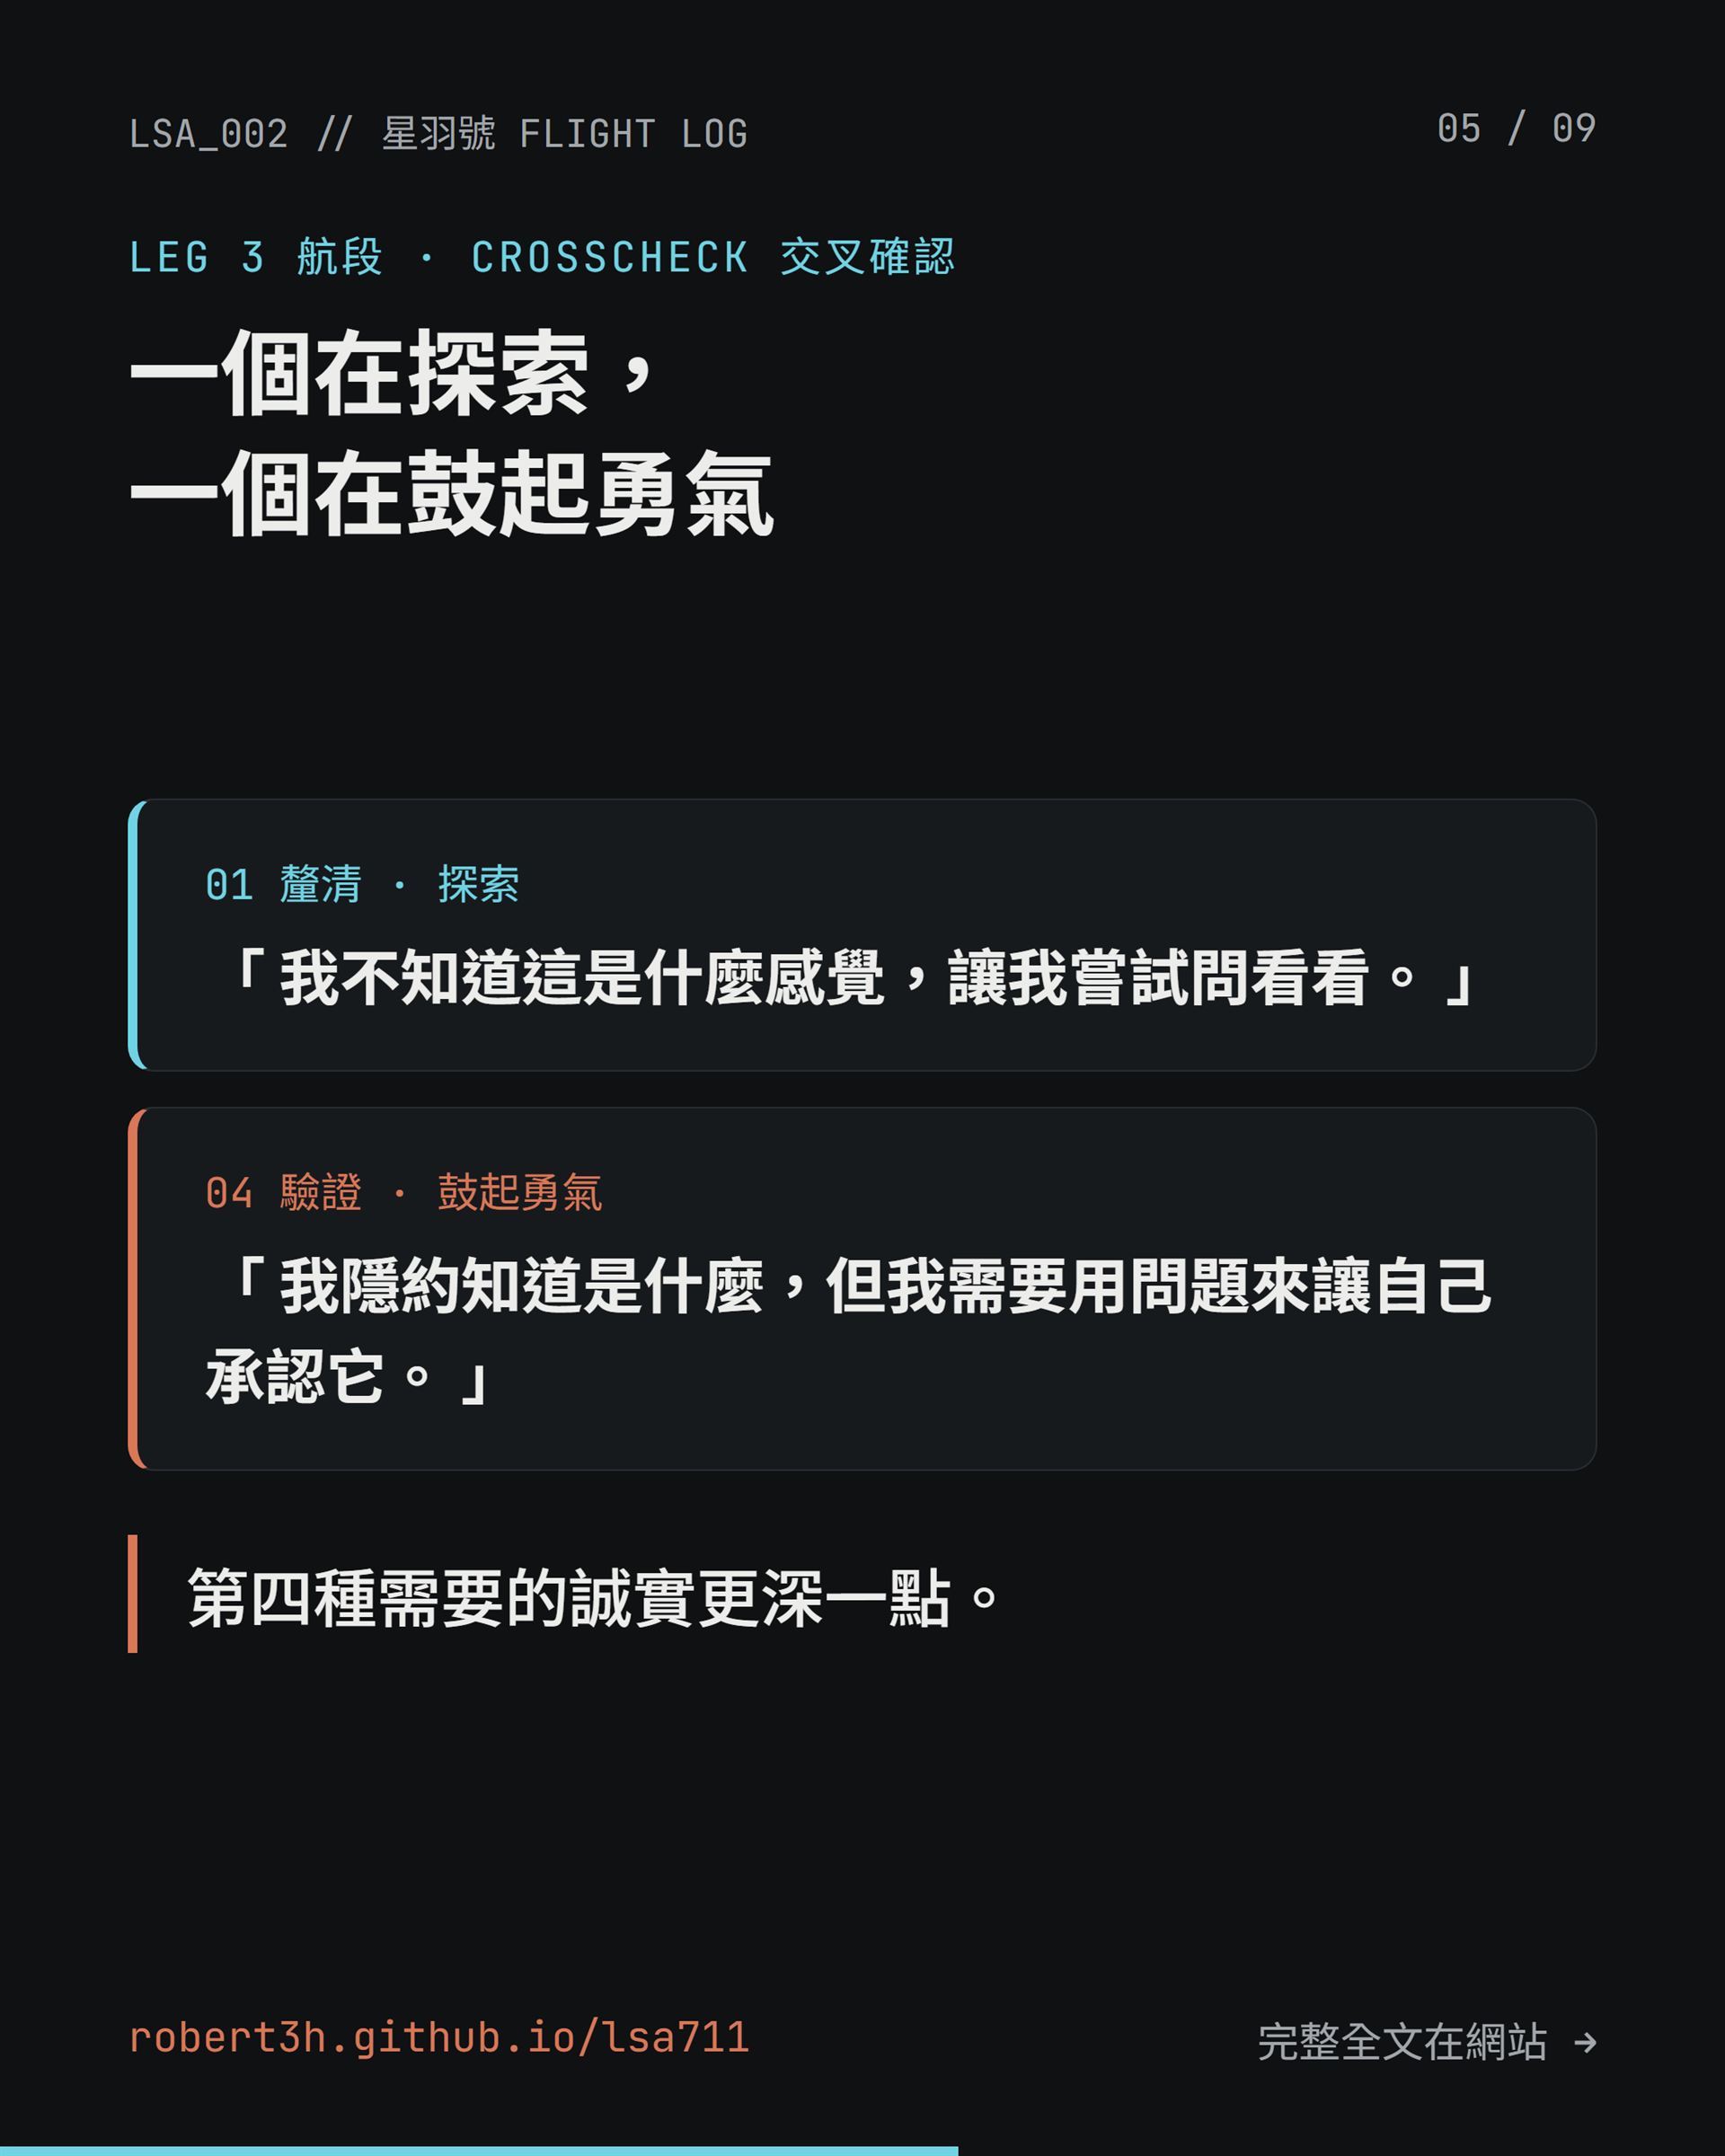 LSA_002 // 星羽號 FLIGHT LOG
05 / 09
LEG 3 航段 · CROSSCHECK 交叉確認
一個在探索，
一個在鼓起勇氣
01 釐清 · 探索
「我不知道這是什麼感覺，讓我嘗試問看看。」
04 驗證 · 鼓起勇氣
「我隱約知道是什麼，但我需要用問題來讓自己
承認它。」
第四種需要的誠實更深一點。
robert3h.github.io/lsa711
完整全文在網站 →